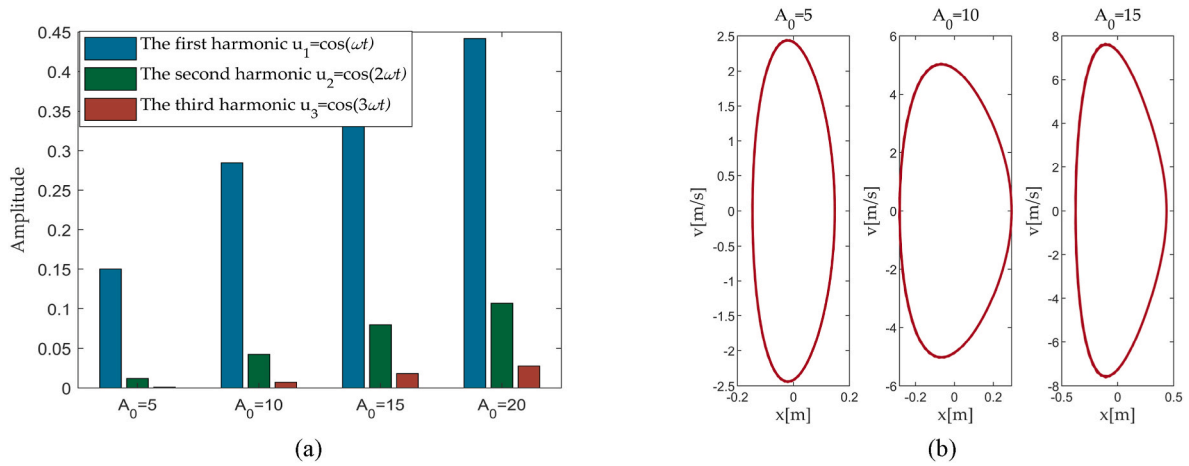 The first harmonic u₁=cos(ωt)
The second harmonic u₂=cos(2ωt)
The third harmonic u₃=cos(3ωt)
Amplitude
0.45
0.4
0.35
0.3
0.25
0.2
0.15
0.1
0.05
0
A₀=5
A₀=10
A₀=15
A₀=20
(a)
A₀=5
v[m/s]
2.5
2
1.5
1
0.5
0
-0.5
-1
-1.5
-2
-2.5
-0.2
0
0.2
x[m]
A₀=10
v[m/s]
6
4
2
0
-2
-4
-6
0
x[m]
A₀=15
v[m/s]
8
6
4
2
0
-2
-4
-6
-8
-0.5
0
0.5
x[m]
(b)